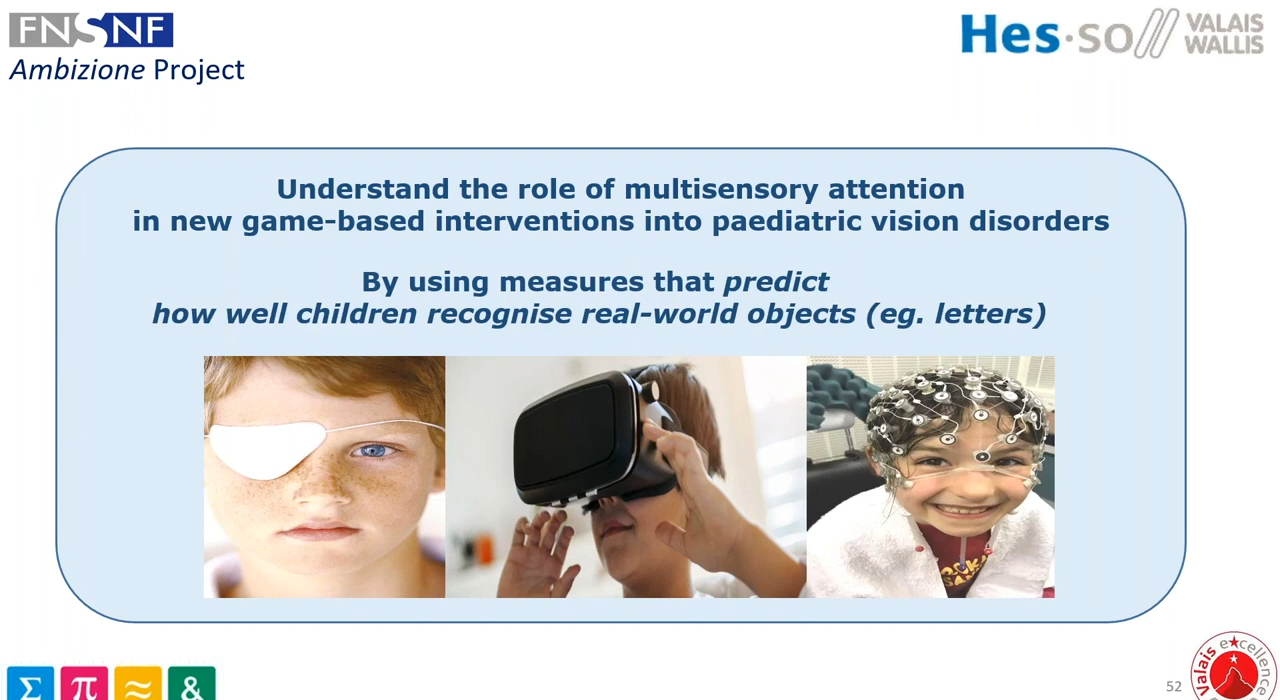 FNSNF
Hes·so// VALAIS
WALLIS
Ambizione Project
Understand the role of multisensory attention
in new game-based interventions into paediatric vision disorders
By using measures that predict
how well children recognise real-world objects (eg. letters)
Σ π ≈ &
52
Valais e★cellence